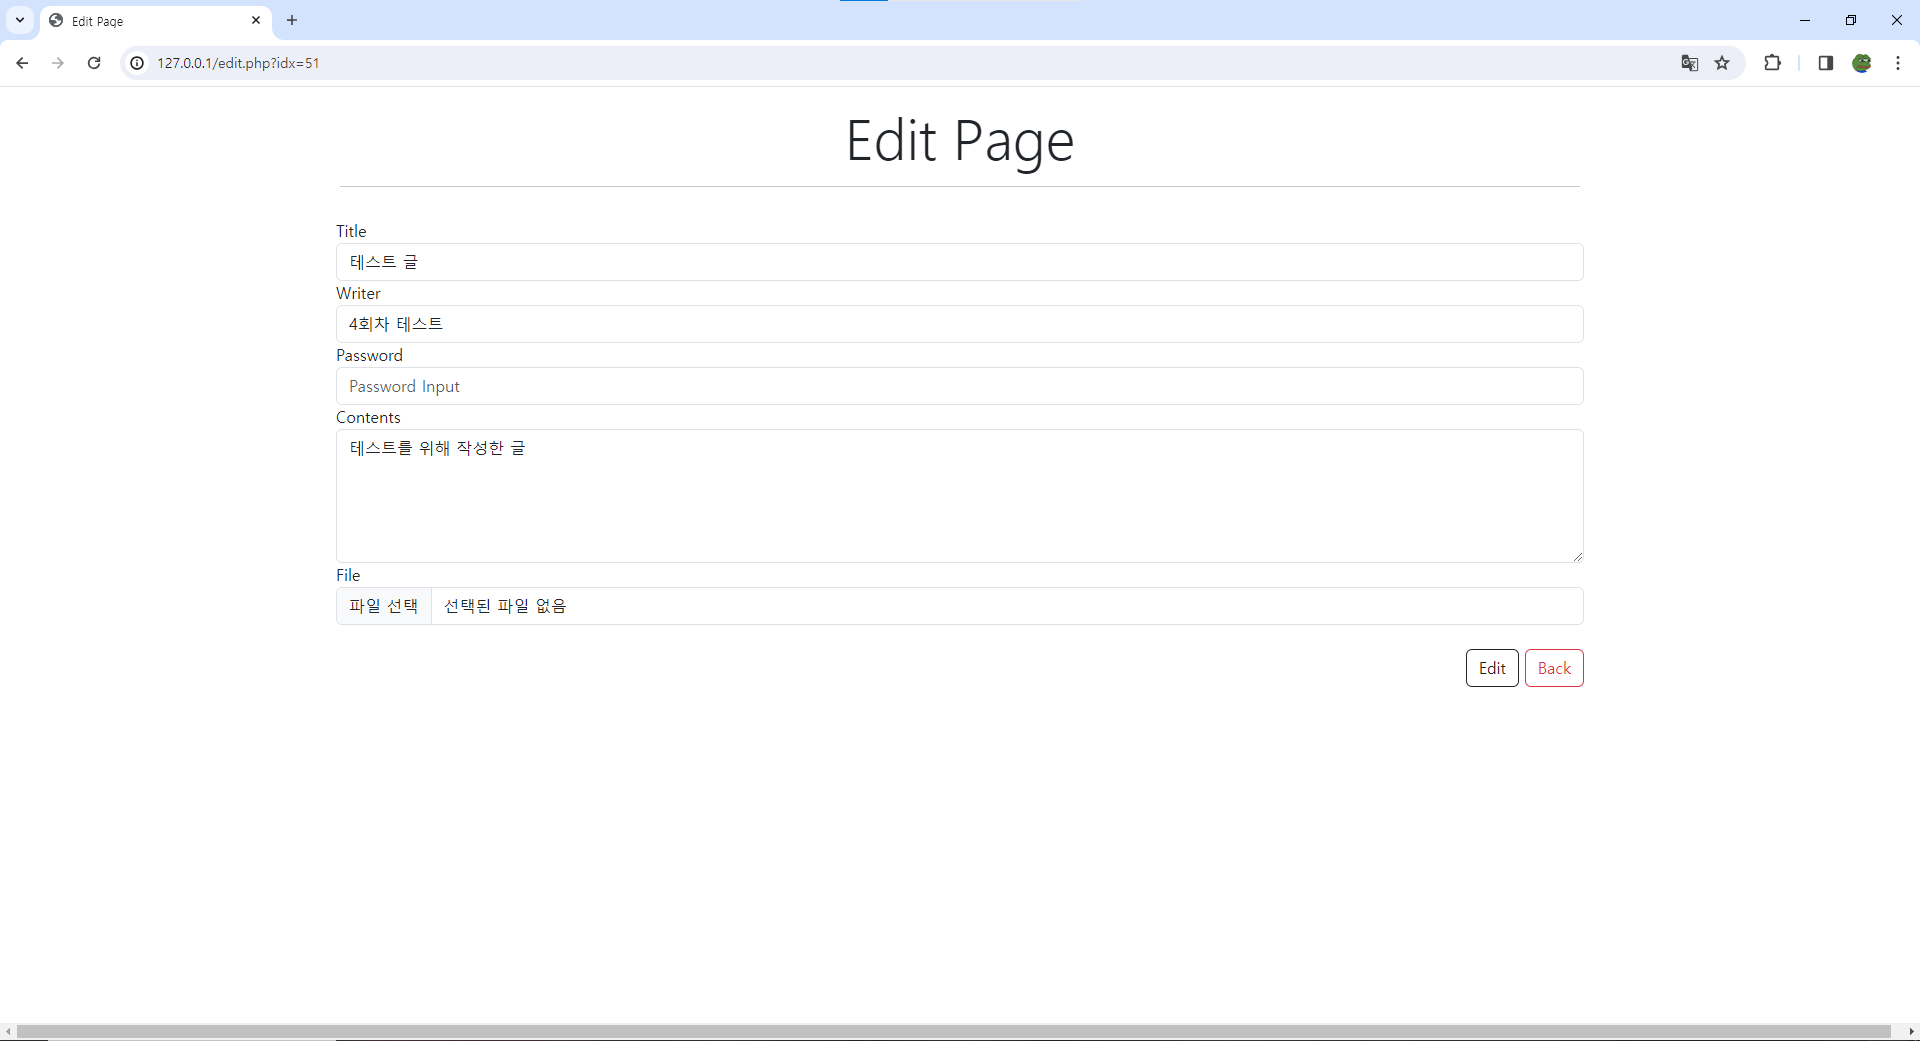 Edit Page
127.0.0.1/edit.php?idx=51
Edit Page
Title
테스트 글
Writer
4회차 테스트
Password
Password Input
Contents
테스트를 위해 작성한 글
File
파일 선택 선택된 파일 없음
Edit Back